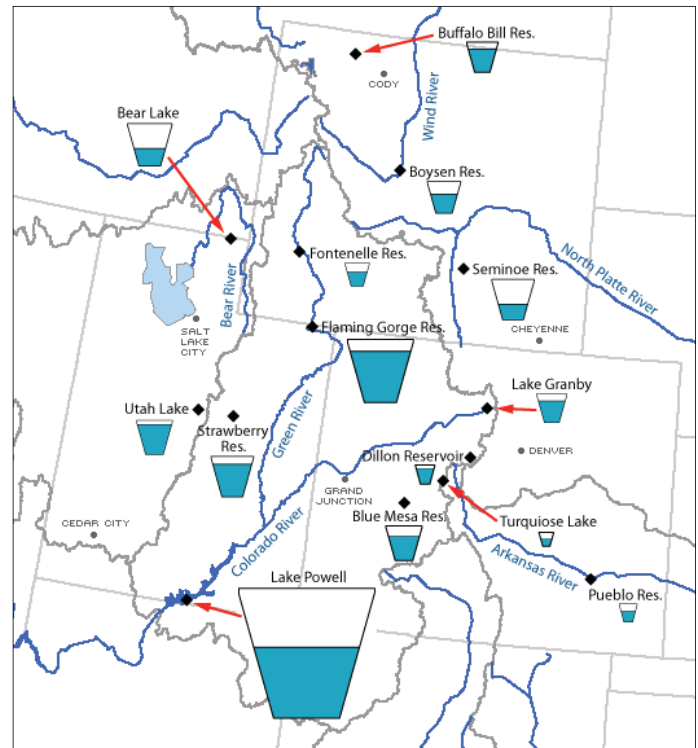 Buffalo Bill Res.
CODY
Wind River
Bear Lake
Boysen Res.
Fontenelle Res.
Seminoe Res.
North Platte River
Bear River
SALT
LAKE
CITY
Flaming Gorge Res.
CHEYENNE
Lake Granby
Utah Lake
Strawberry
Res.
Green River
Dillon Reservoir
DENVER
GRAND
JUNCTION
Blue Mesa Res.
Turquiose Lake
CEDAR CITY
Colorado River
Arkansas River
Lake Powell
Pueblo Res.